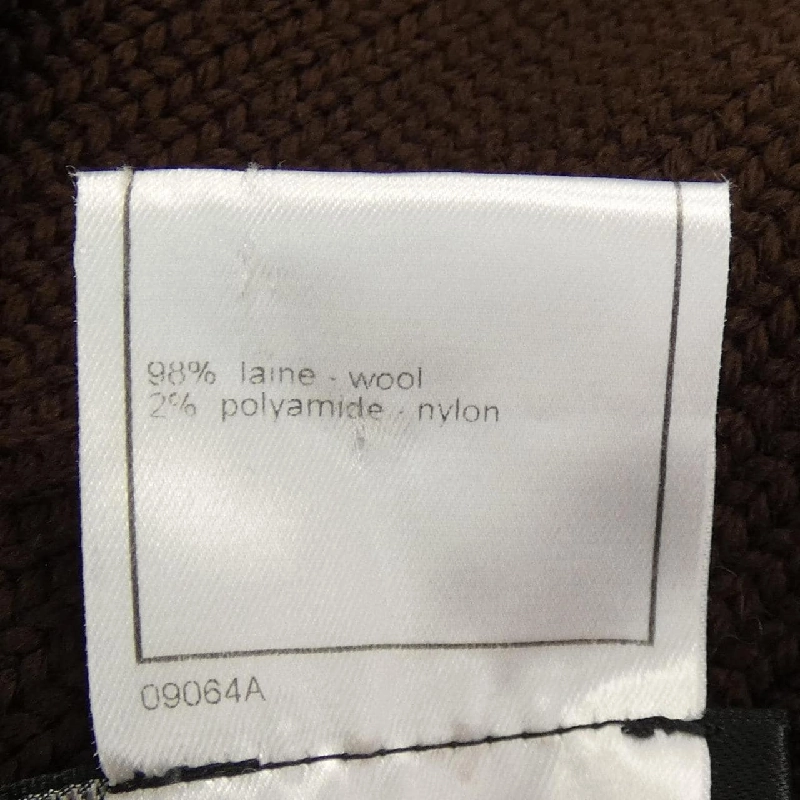 98% laine - wool
2% polyamide - nylon
09064A